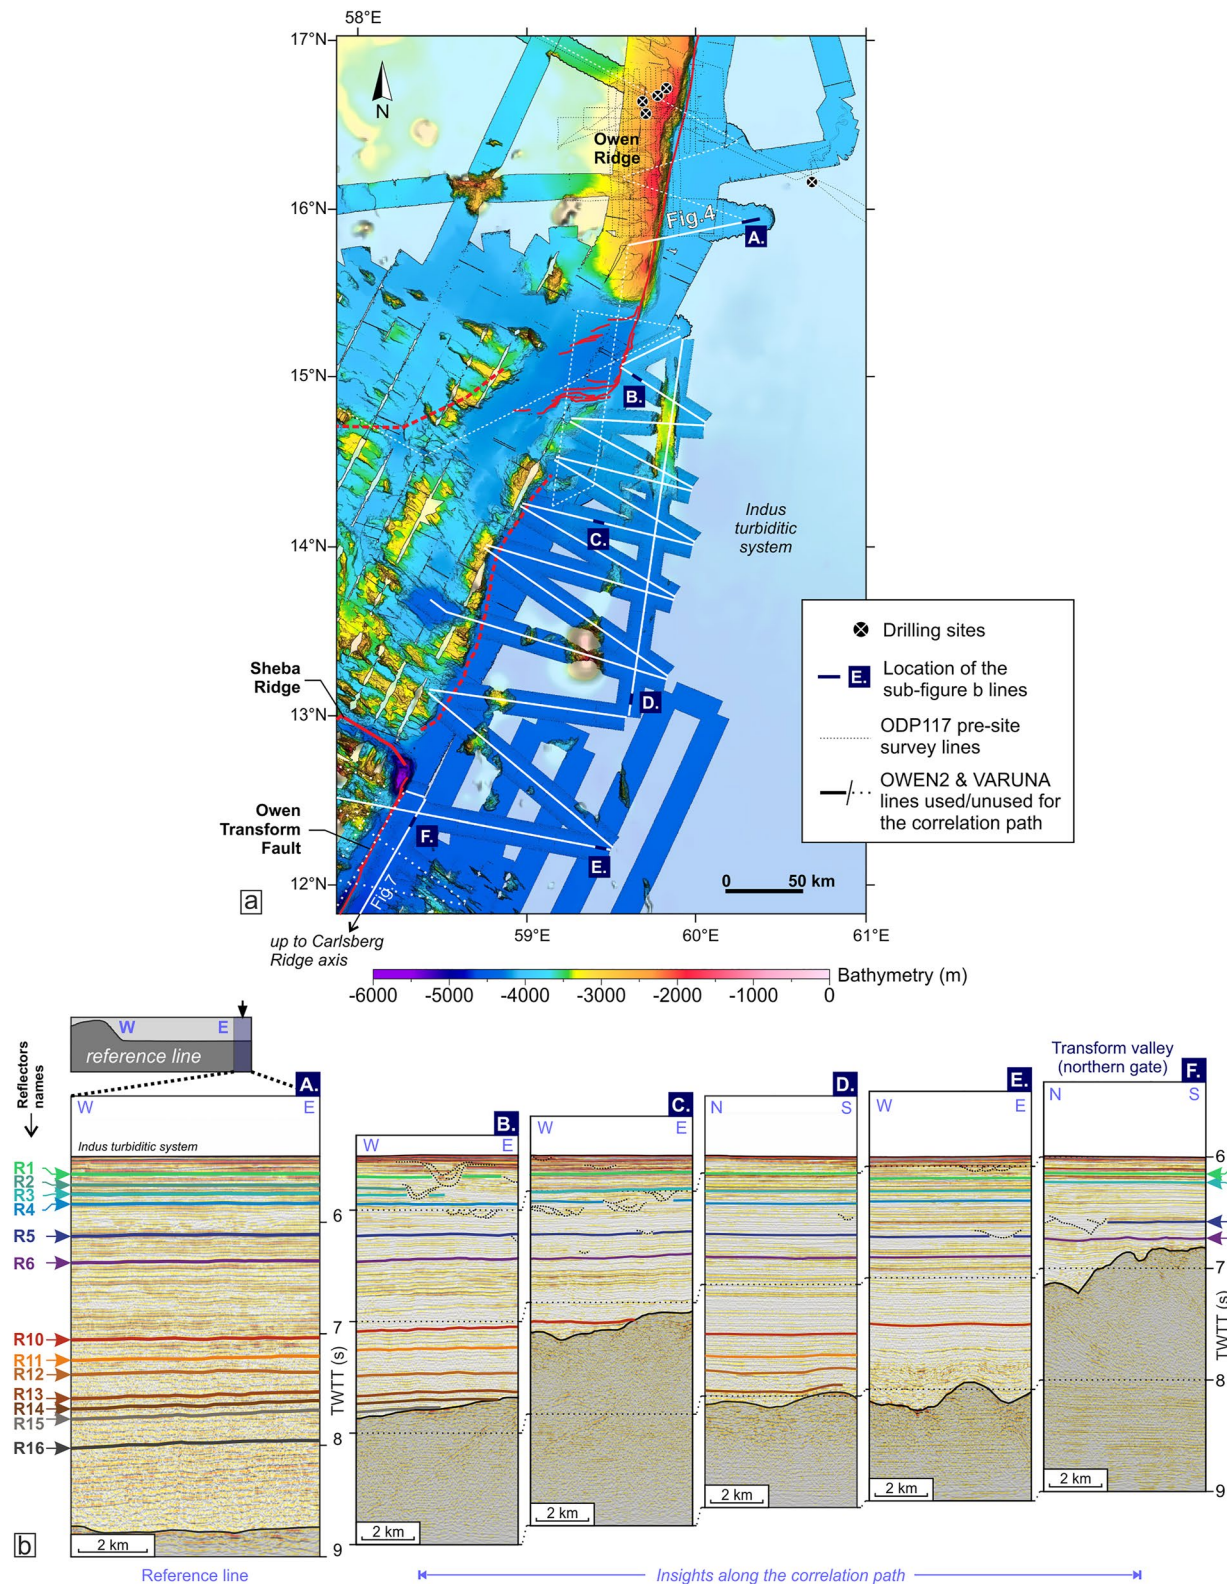 58°E
17°N
N
Owen
Ridge
16°N
Fig.4
A.
15°N
B.
Indus
turbiditic
system
C.
14°N
Drilling sites
E. Location of the
sub-figure b lines
ODP117 pre-site
survey lines
OWEN2 & VARUNA
lines used/unused for
the correlation path
Sheba
Ridge
D.
13°N
Owen
Transform
Fault
F.
E.
12°N
0 50 km
Fig.7
a
59°E 60°E 61°E
up to Carlsberg
Ridge axis
Bathymetry (m)
-6000 -5000 -4000 -3000 -2000 -1000 0
W E
reference line
Reflectors
names
Transform valley
(northern gate)
A. B. C. D. E. F.
W E
W E
W E
N S
W E
N S
Indus turbiditic system
R1
R2
R3
R4
R5
R6
R10
R11
R12
R13
R14
R15
R16
6
7
8
9
TWTT (s)
6
7
8
9
TWTT (s)
2 km
2 km
2 km
2 km
2 km
2 km
b
Reference line
Insights along the correlation path